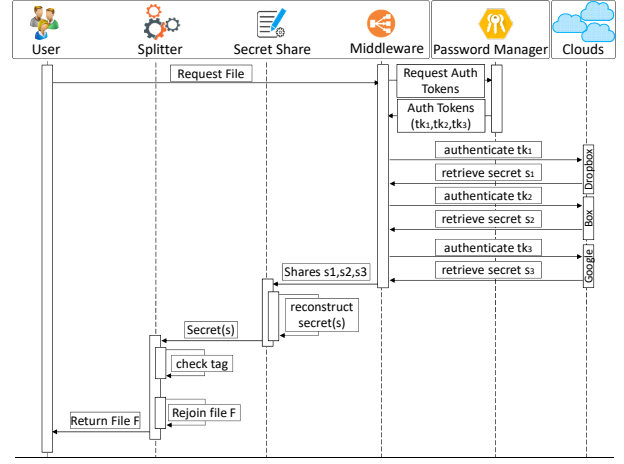 User
Splitter
Secret Share
Middleware
Password Manager
Clouds
Request File
Request Auth
Tokens
Auth Tokens
(tk1,tk2,tk3)
authenticate tk1
retrieve secret s1
Dropbox
authenticate tk2
retrieve secret s2
Box
authenticate tk3
retrieve secret s3
Google
Shares s1,s2,s3
reconstruct
secret(s)
Secret(s)
check tag
Rejoin file F
Return File F